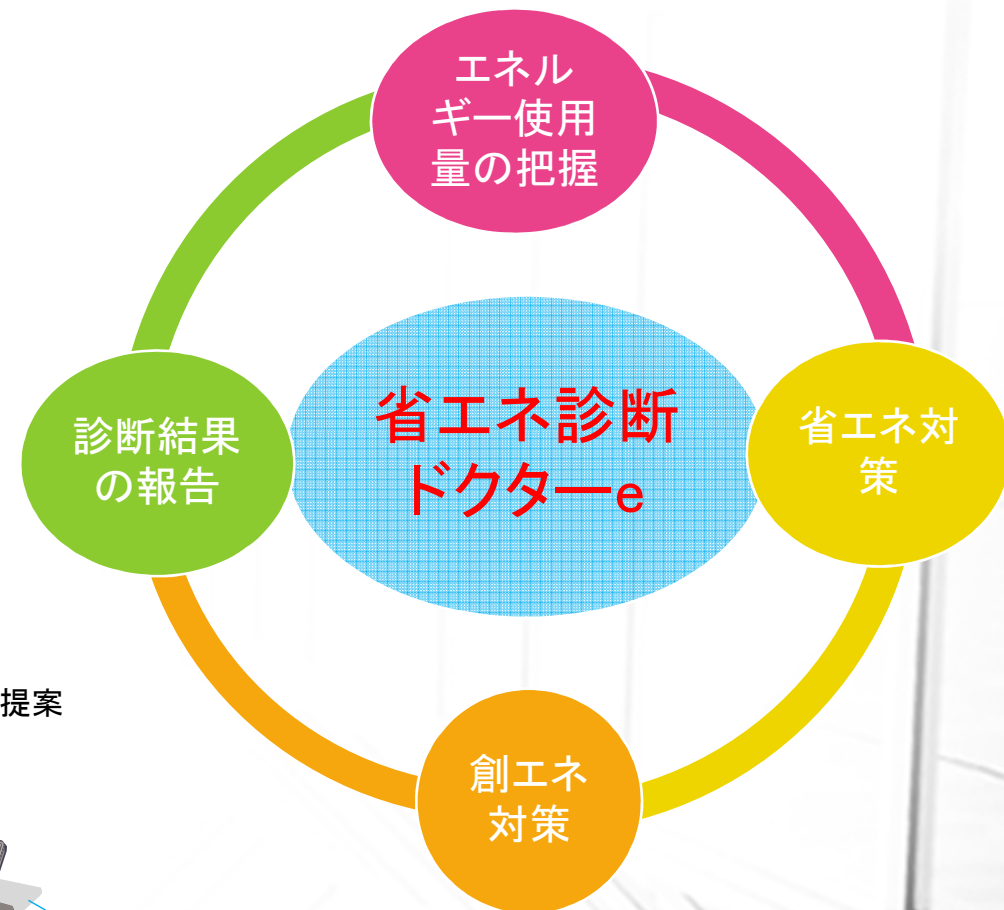 エネル
ギー使用
量の把握
省エネ診断
ドクターe
診断結果
の報告
省エネ対
策
提案
創エネ
対策